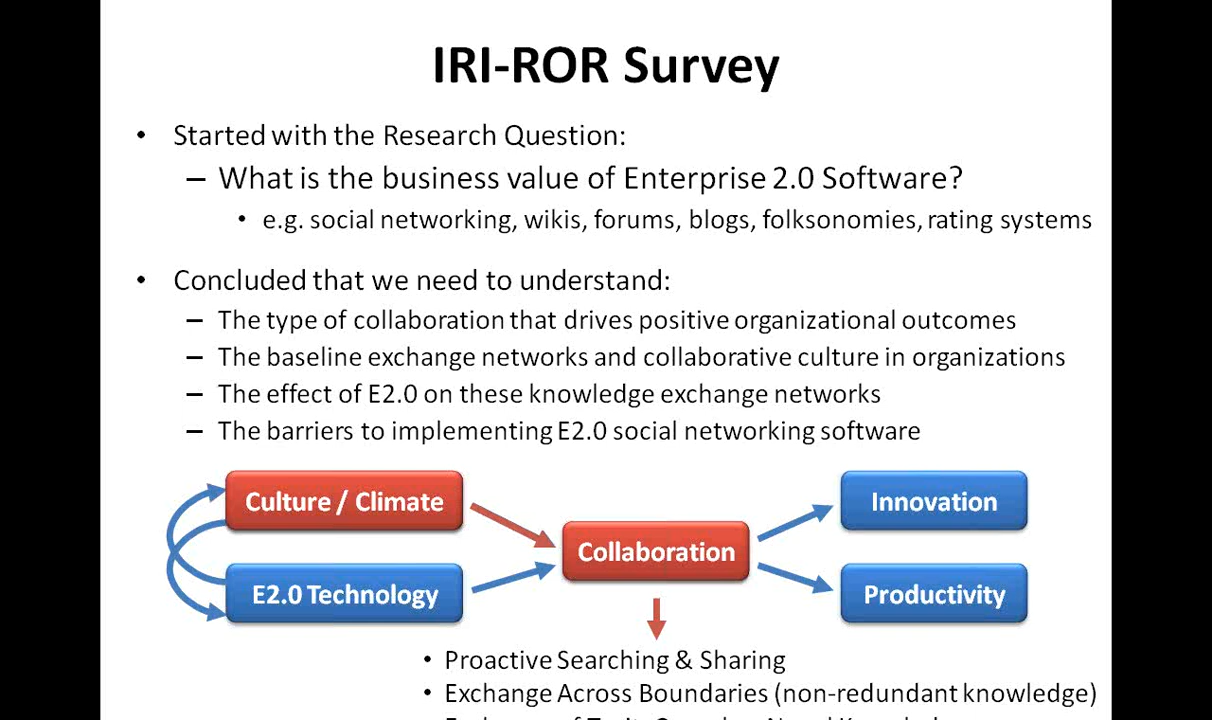 IRI-ROR Survey
• Started with the Research Question:
– What is the business value of Enterprise 2.0 Software?
• e.g. social networking, wikis, forums, blogs, folksonomies, rating systems
• Concluded that we need to understand:
– The type of collaboration that drives positive organizational outcomes
– The baseline exchange networks and collaborative culture in organizations
– The effect of E2.0 on these knowledge exchange networks
– The barriers to implementing E2.0 social networking software
Culture / Climate
E2.0 Technology
Collaboration
Innovation
Productivity
• Proactive Searching & Sharing
• Exchange Across Boundaries (non-redundant knowledge)